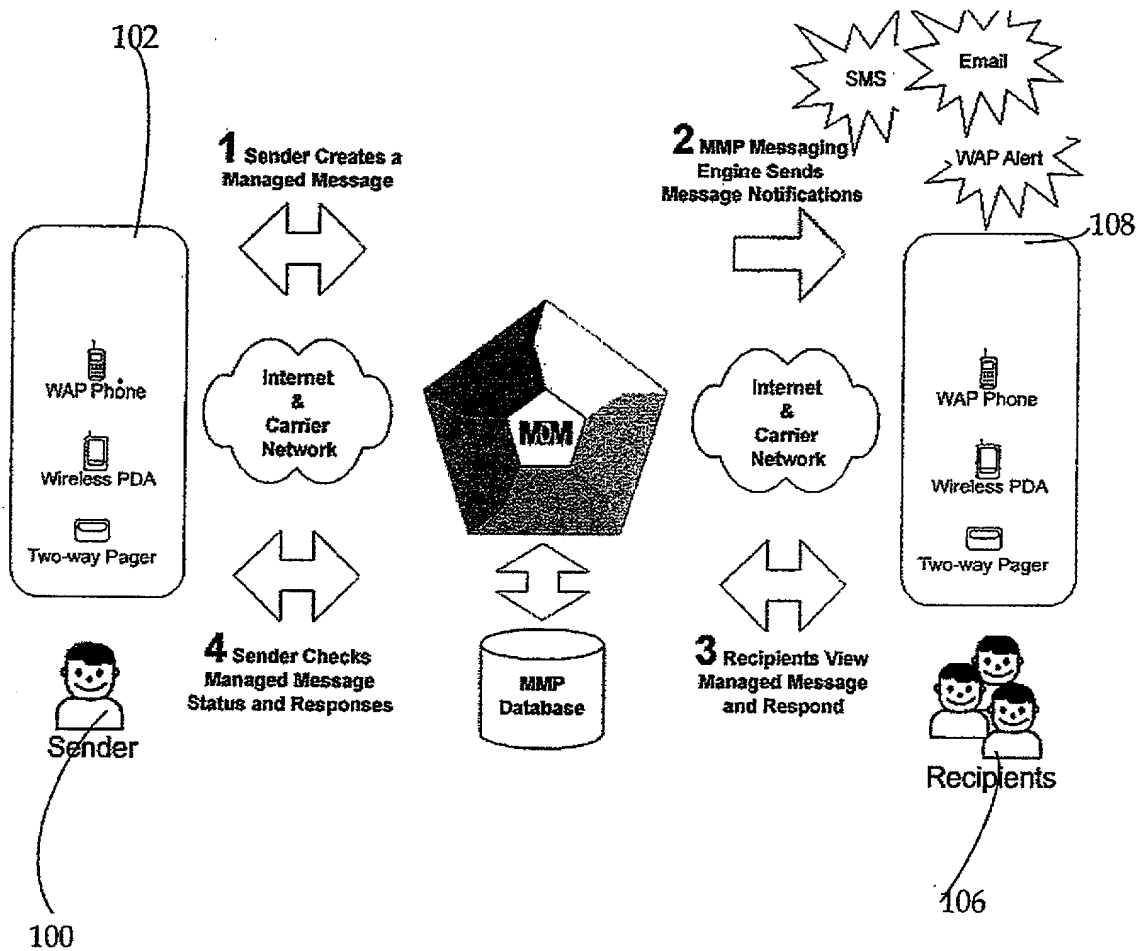 102
SMS
Email
1 Sender Creates a
Managed Message
2 MMP Messaging
Engine Sends
Message Notifications
WAP Alert
108
WAP Phone
Wireless PDA
Two-way Pager
Internet
&
Carrier
Network
Internet
&
Carrier
Network
WAP Phone
Wireless PDA
Two-way Pager
4 Sender Checks
Managed Message
Status and Responses
MMP
Database
3 Recipients View
Managed Message
and Respond
Sender
Recipients
100
106